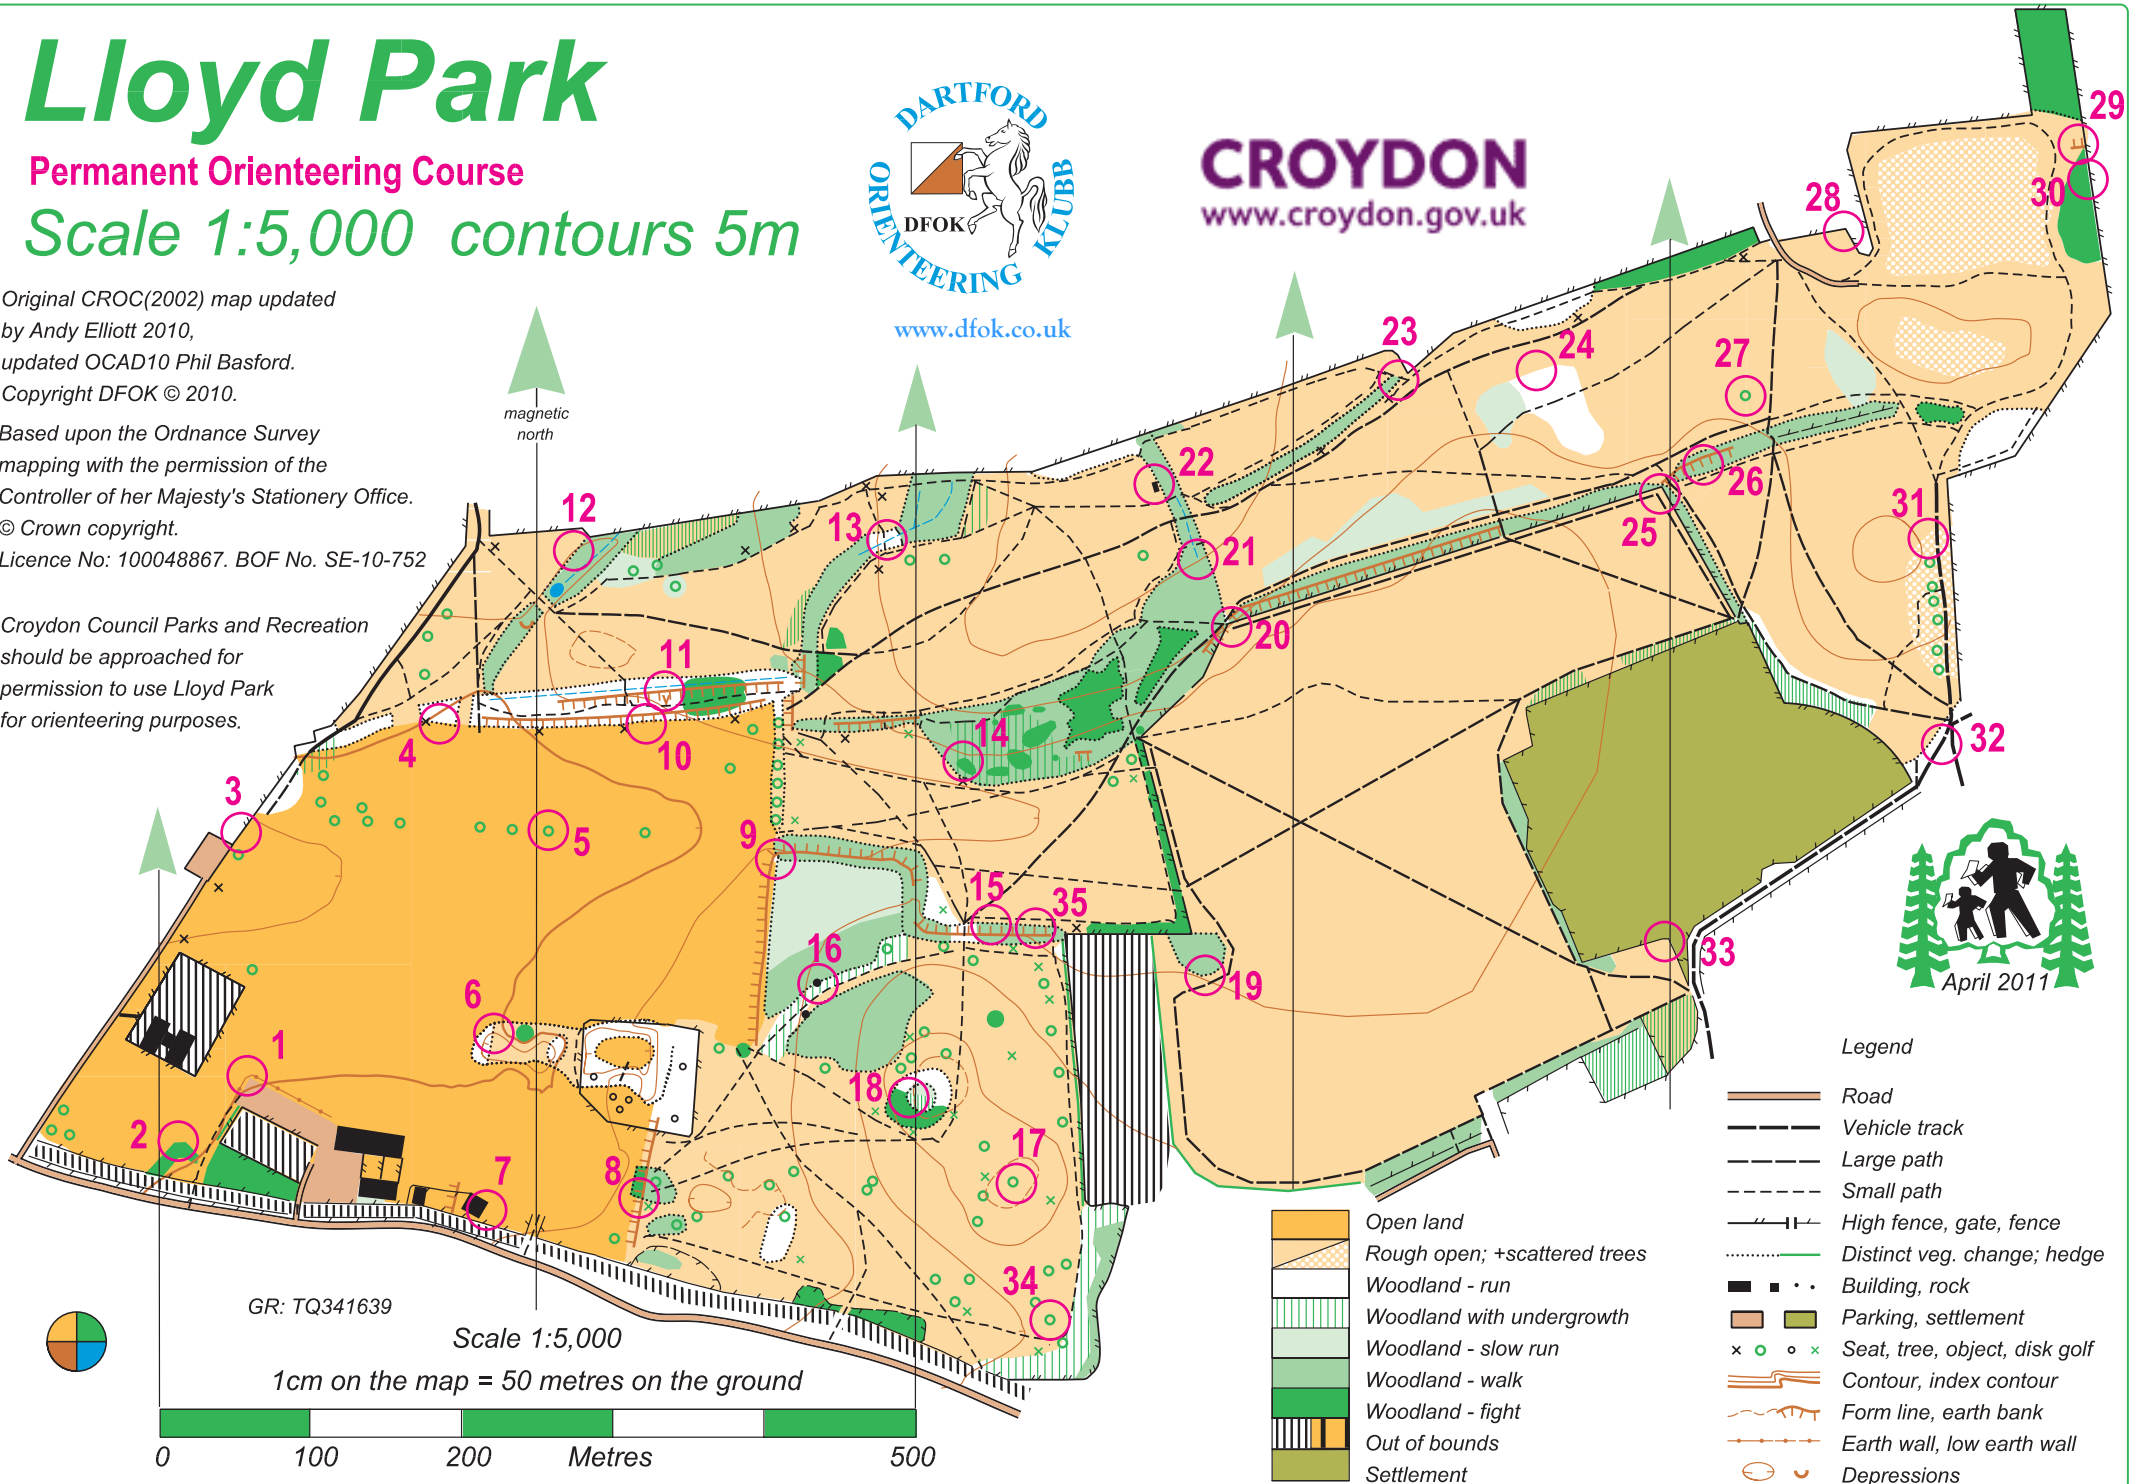 Lloyd Park
Permanent Orienteering Course
Scale 1:5,000 contours 5m
Original CROC(2002) map updated
by Andy Elliott 2010,
updated OCAD10 Phil Basford.
Copyright DFOK © 2010.
Based upon the Ordnance Survey
mapping with the permission of the
Controller of her Majesty's Stationery Office.
© Crown copyright.
Licence No: 100048867. BOF No. SE-10-752
Croydon Council Parks and Recreation
should be approached for
permission to use Lloyd Park
for orienteering purposes.
DARTFORD
ORIENTEERING
KLUBB
DFOK
www.dfok.co.uk
CROYDON
www.croydon.gov.uk
magnetic
north
29
30
28
23
24
27
22
26
12
13
31
25
21
20
11
14
32
4
10
3
5
9
15
35
16
33
19
6
1
18
2
17
7
8
34
April 2011
GR: TQ341639
Scale 1:5,000
1cm on the map = 50 metres on the ground
0 100 200 Metres 500
Legend
Road
Vehicle track
Large path
Small path
High fence, gate, fence
Distinct veg. change; hedge
Building, rock
Parking, settlement
Seat, tree, object, disk golf
Contour, index contour
Form line, earth bank
Earth wall, low earth wall
Depressions
Open land
Rough open; +scattered trees
Woodland - run
Woodland with undergrowth
Woodland - slow run
Woodland - walk
Woodland - fight
Out of bounds
Settlement